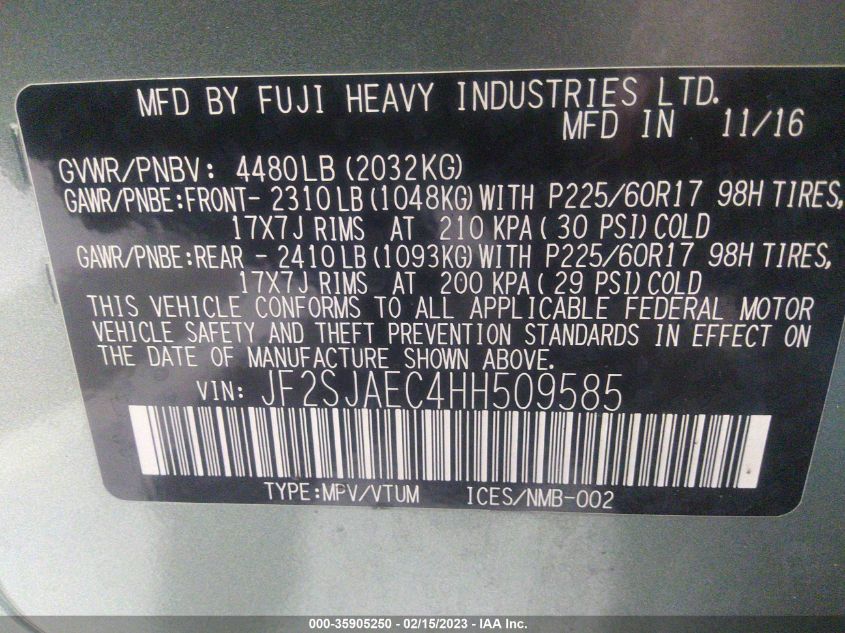 MFD BY FUJI HEAVY INDUSTRIES LTD.
MFD IN 11/16
GVWR/PNBV: 4480LB (2032KG)
GAWR/PNBE:FRONT- 2310LB (1048KG) WITH P225/60R17 98H TIRES,
17X7J RIMS AT 210 KPA ( 30 PSI) COLD
GAWR/PNBE:REAR - 2410LB (1093KG) WITH P225/60R17 98H TIRES,
17X7J RIMS AT 200 KPA ( 29 PSI) COLD
THIS VEHICLE CONFORMS TO ALL APPLICABLE FEDERAL MOTOR
VEHICLE SAFETY AND THEFT PREVENTION STANDARDS IN EFFECT ON
THE DATE OF MANUFACTURE SHOWN ABOVE.
VIN: JF2SJAEC4HH509585
TYPE:MPV/VTUM ICES/NMB-002
000-35905250 - 02/15/2023 - IAA Inc.